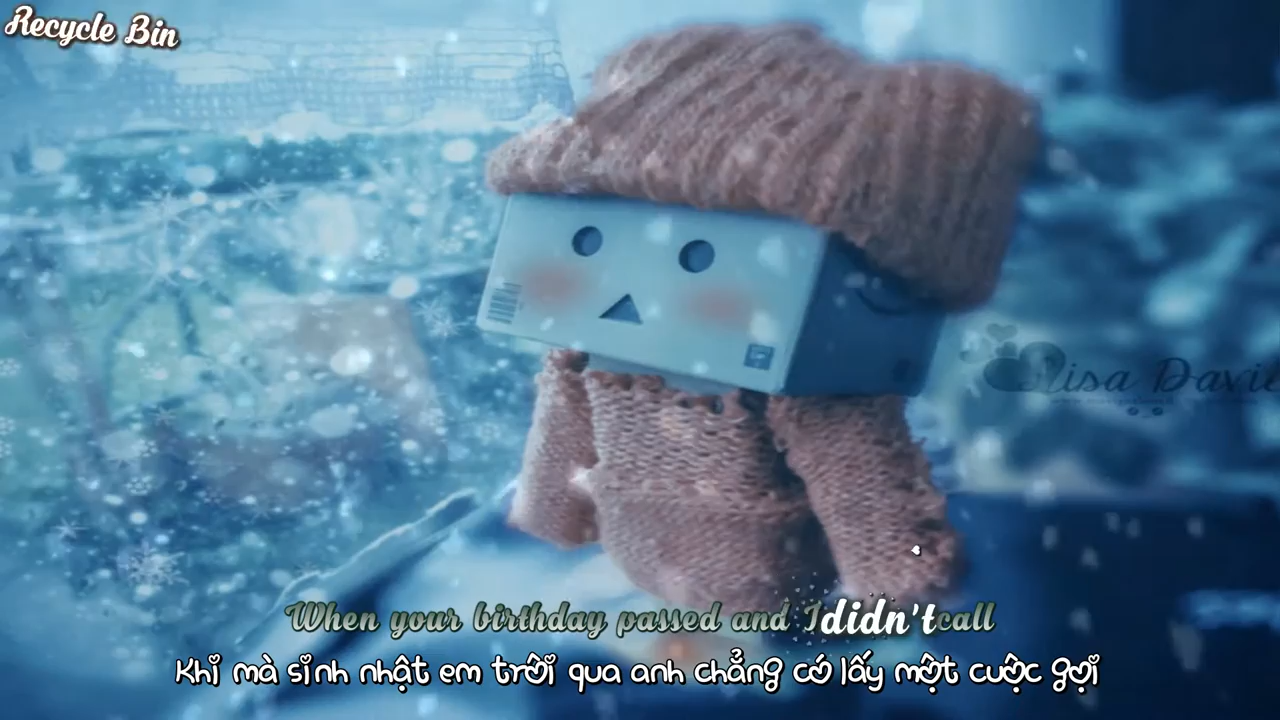 Recycle Bin
When your birthday passed and I didn't call
Khi mà sinh nhật em trôi qua anh chẳng có lấy một cuộc gọi